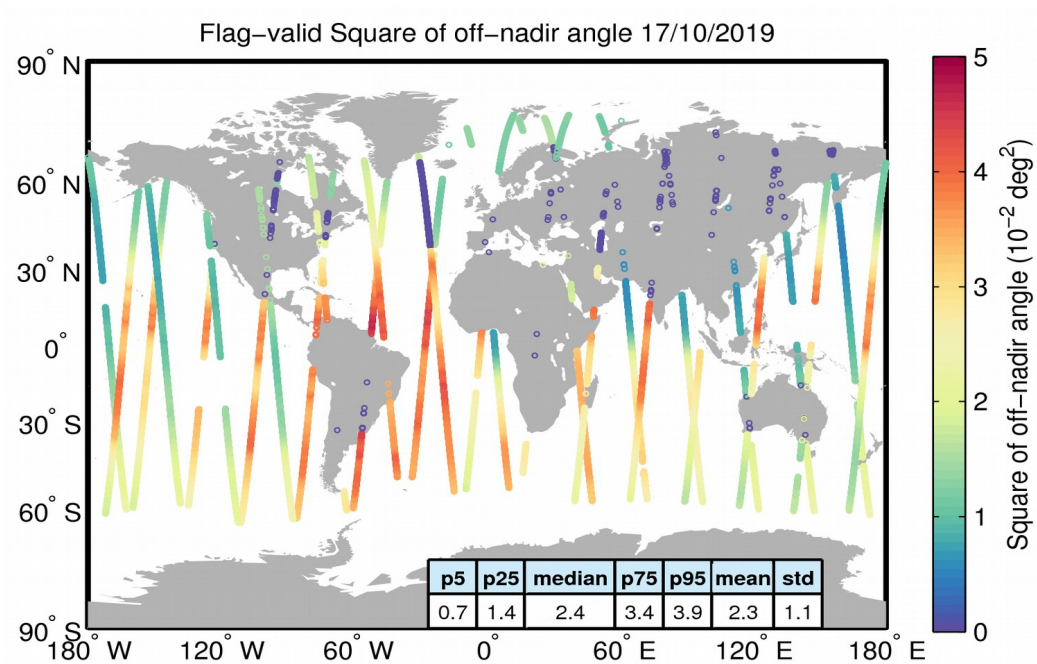 Flag−valid Square of off−nadir angle 17/10/2019
90° N
60° N
30° N
0°
30° S
60° S
90° S
180° W
120° W
60° W
0°
60° E
120° E
180° E
p5 p25 median p75 p95 mean std
0.7 1.4 2.4 3.4 3.9 2.3 1.1
5
4
3
2
1
0
Square of off−nadir angle (10⁻² deg²)